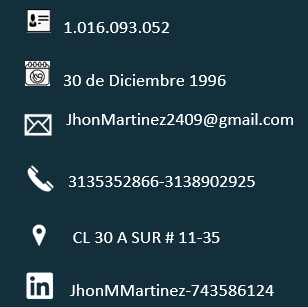 1.016.093.052
30 de Diciembre 1996
JhonMartinez2409@gmail.com
3135352866-3138902925
CL 30 A SUR # 11-35
in
JhonMMartinez-743586124